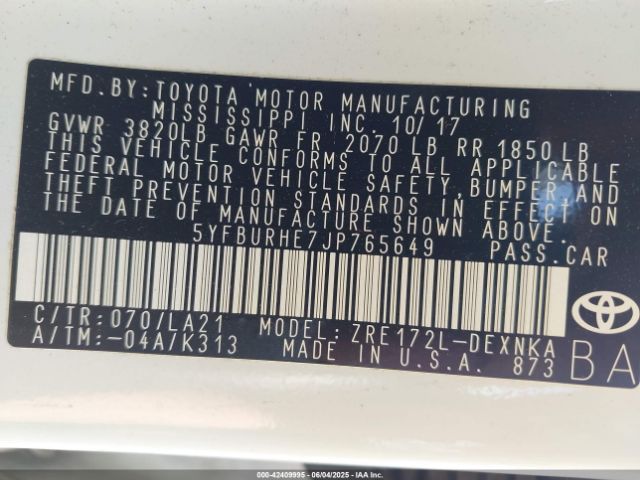 MFD. BY: TOYOTA MOTOR MANUFACTURING
MISSISSIPPI INC. 10/17
GVWR 3820LB GAWR FR 2070 LB RR 1850 LB
THIS VEHICLE CONFORMS TO ALL APPLICABLE
FEDERAL MOTOR VEHICLE SAFETY, BUMPER, AND
THEFT PREVENTION STANDARDS IN EFFECT ON
THE DATE OF MANUFACTURE SHOWN ABOVE.
5YFBURHE7JP765649 PASS.CAR
C/TR: 070/LA21 MODEL: ZRE172L-DEXNKA
A/TM: -04A/K313 MADE IN U.S.A. 873
BA
000-42409995 - 06/04/2025 - IAA Inc.